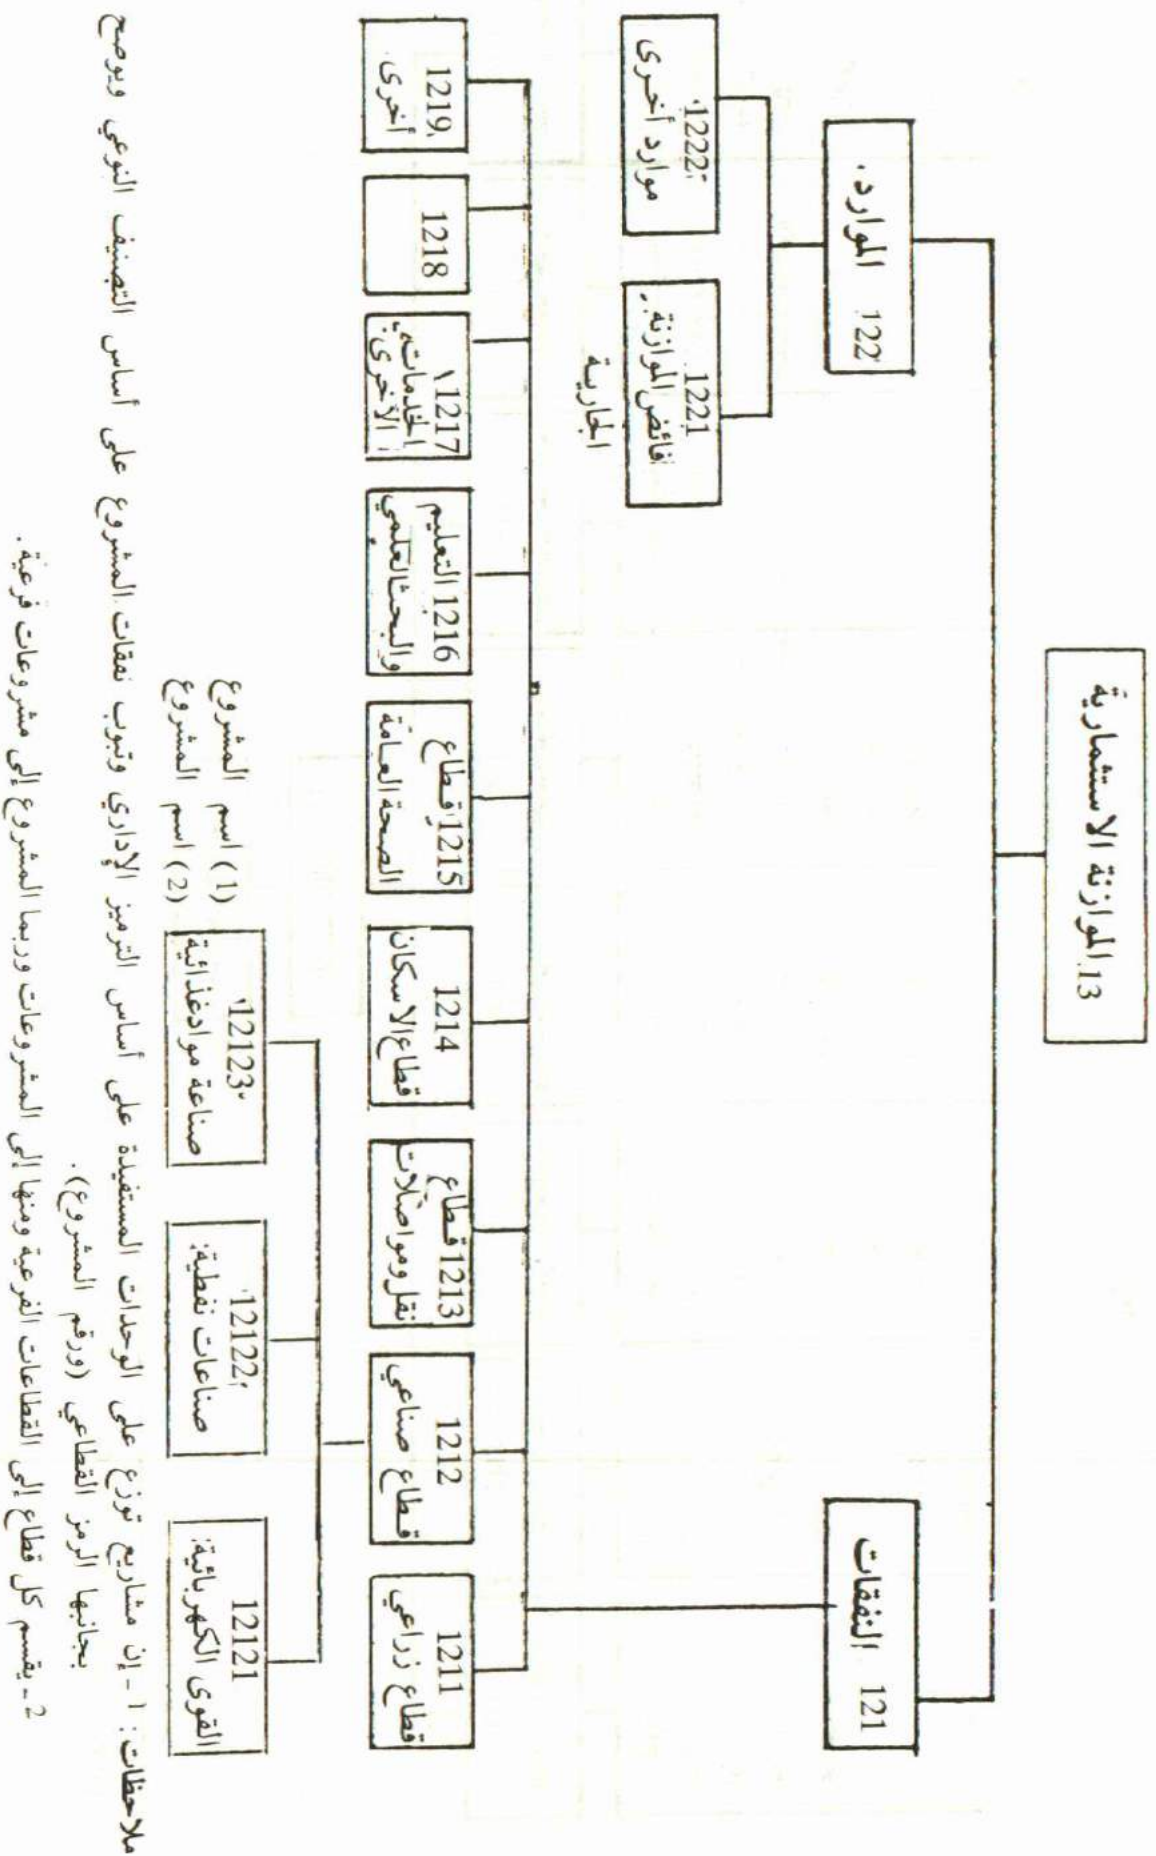 13 الموازنة الاستثمارية
121 النفقات
122 الموارد
1221
فائض الموازنة
الجارية
1222
موارد أخرى
1211
قطاع زراعي
1212
قطاع صناعي
1213 قطاع
نقل ومواصلات
1214
قطاع الاسكان
1215 قطاع
الصحة العامة
1216 التعليم
والبحث العلمي
1217
الخدمات
الأخرى
1218
1219
أخرى
12121
القوى الكهربائية
12122
صناعات نفطية
12123
صناعة مواد غذائية
(1) اسم المشروع
(2) اسم المشروع
ملاحظات : 1 - إن مشاريع توزع على الوحدات المستفيدة على أساس الترميز الإداري وتبوب نفقات المشروع على أساس التصنيف النوعي ويوضح
بجانبها الرمز القطاعي (ورقم المشروع).
2 - يقسم كل قطاع إلى القطاعات الفرعية ومنها إلى المشروعات وربما المشروع إلى مشروعات فرعية.